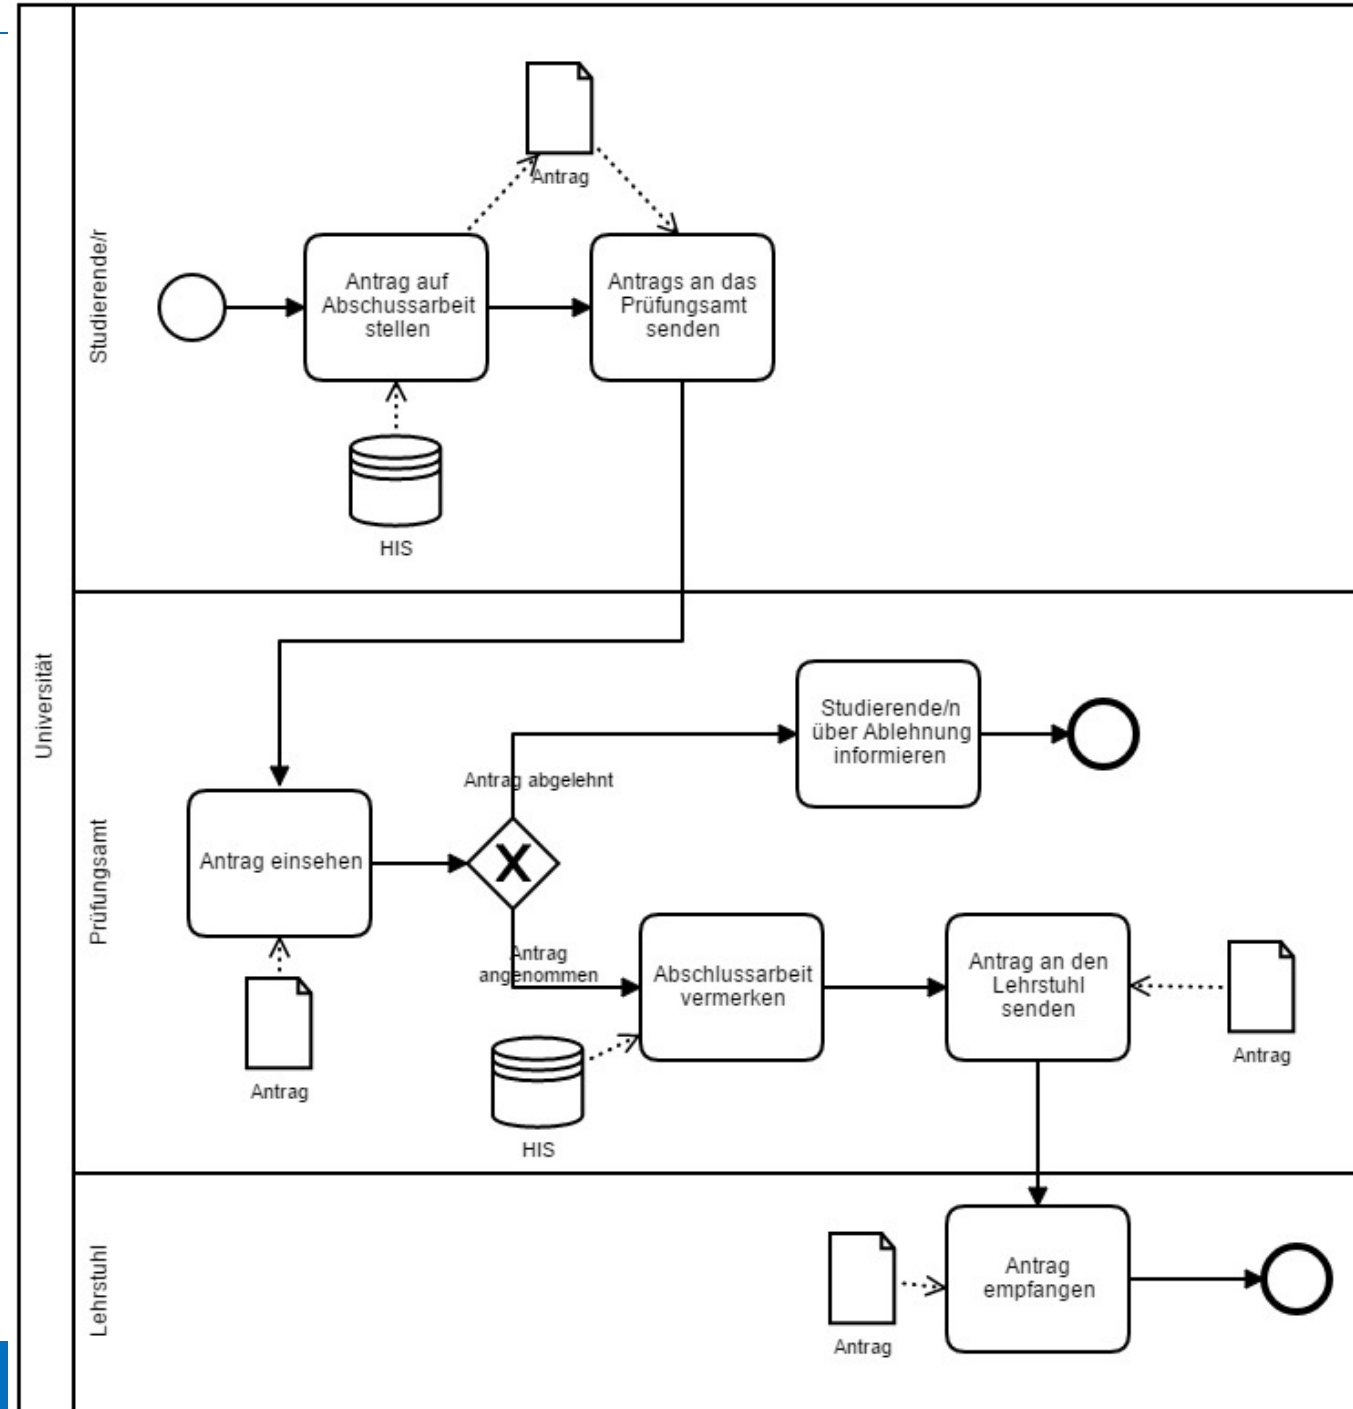 Universität
Studierende/r
Antrag
Antrag auf
Abschussarbeit
stellen
Antrags an das
Prüfungsamt
senden
HIS
Prüfungsamt
Studierende/n
über Ablehnung
informieren
Antrag abgelehnt
Antrag einsehen
X
Antrag
angenommen
Abschlussarbeit
vermerken
Antrag an den
Lehrstuhl
senden
Antrag
Antrag
HIS
Lehrstuhl
Antrag
empfangen
Antrag